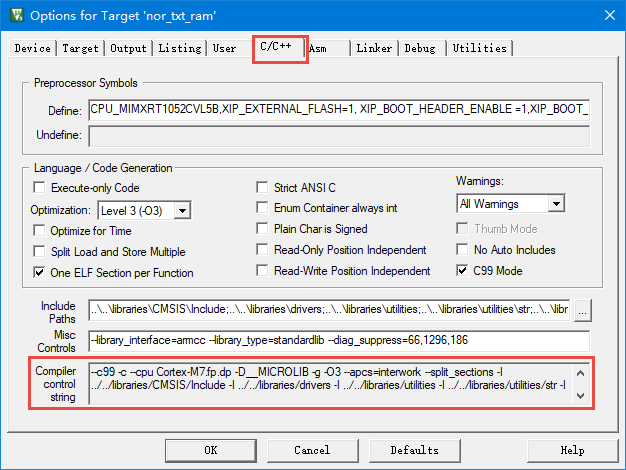 Options for Target 'nor_txt_ram'
Device Target Output Listing User C/C++ Asm Linker Debug Utilities
Preprocessor Symbols
Define: CPU_MIMXRT1052CVL5B,XIP_EXTERNAL_FLASH=1, XIP_BOOT_HEADER_ENABLE =1,XIP_BOOT_
Undefine:
Language / Code Generation
Execute-only Code
Strict ANSI C
Warnings:
Optimization: Level 3 (-O3)
Enum Container always int
All Warnings
Optimize for Time
Plain Char is Signed
Thumb Mode
Split Load and Store Multiple
Read-Only Position Independent
No Auto Includes
One ELF Section per Function
Read-Write Position Independent
C99 Mode
Include
Paths
..\..\libraries\CMSIS\Include;..\..\libraries\drivers;..\..\libraries\utilities;..\..\libraries\utilities\str;..\..\libr
...
Misc
Controls
--library_interface=armcc --library_type=standardlib --diag_suppress=66,1296,186
Compiler
control
string
--c99 -c --cpu Cortex-M7.fp.dp -D__MICROLIB -g -O3 --apcs=interwork --split_sections -I
../../libraries/CMSIS/Include -I ../../libraries/drivers -I ../../libraries/utilities -I ../../libraries/utilities/str -I
OK Cancel Defaults Help